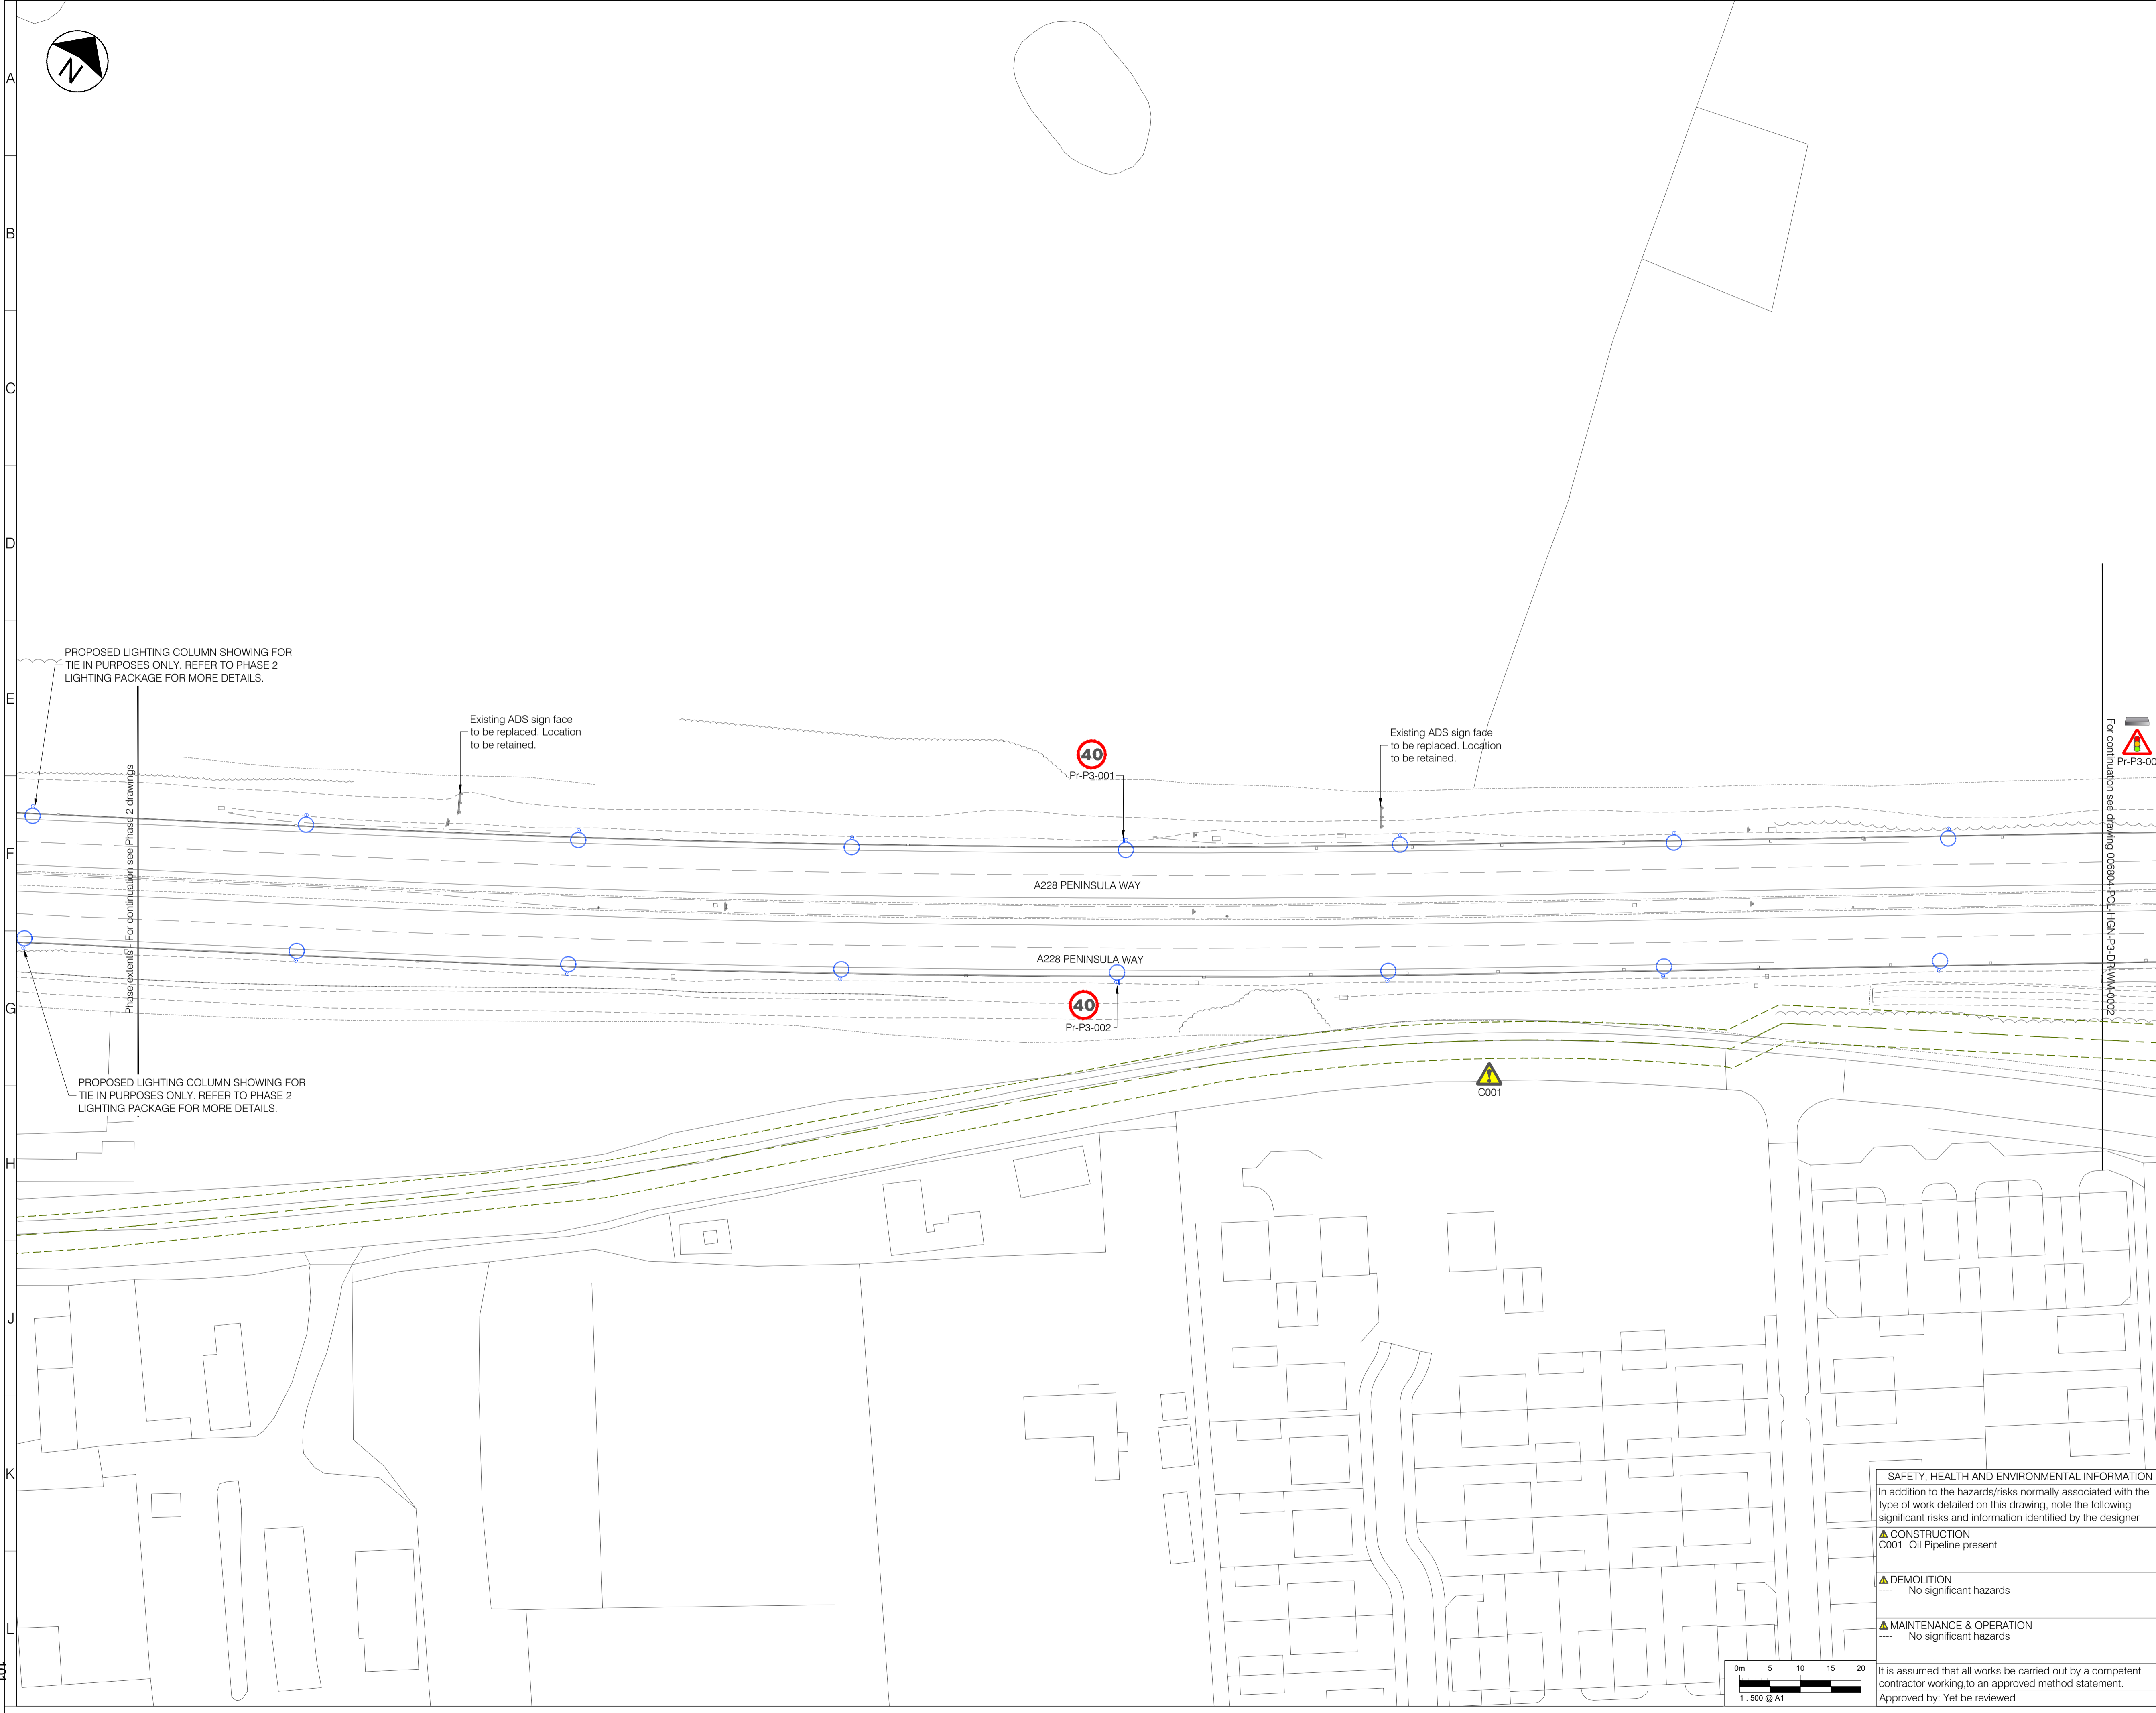 N
A
B
C
D
E
F
G
H
J
K
L
PROPOSED LIGHTING COLUMN SHOWING FOR
TIE IN PURPOSES ONLY. REFER TO PHASE 2
LIGHTING PACKAGE FOR MORE DETAILS.
Phase extents - For continuation see Phase 2 drawings
Existing ADS sign face
to be replaced. Location
to be retained.
40
Pr-P3-001
Existing ADS sign face
to be replaced. Location
to be retained.
For continuation see drawing 006804-PCL-HGN-P3-DR-WM-0002
Pr-P3-00
A228 PENINSULA WAY
A228 PENINSULA WAY
40
Pr-P3-002
PROPOSED LIGHTING COLUMN SHOWING FOR
TIE IN PURPOSES ONLY. REFER TO PHASE 2
LIGHTING PACKAGE FOR MORE DETAILS.
C001
SAFETY, HEALTH AND ENVIRONMENTAL INFORMATION
In addition to the hazards/risks normally associated with the
type of work detailed on this drawing, note the following
significant risks and information identified by the designer
CONSTRUCTION
C001 Oil Pipeline present
DEMOLITION
---- No significant hazards
MAINTENANCE & OPERATION
---- No significant hazards
It is assumed that all works be carried out by a competent
contractor working,to an approved method statement.
Approved by: Yet be reviewed
0m 5 10 15 20
1 : 500 @ A1